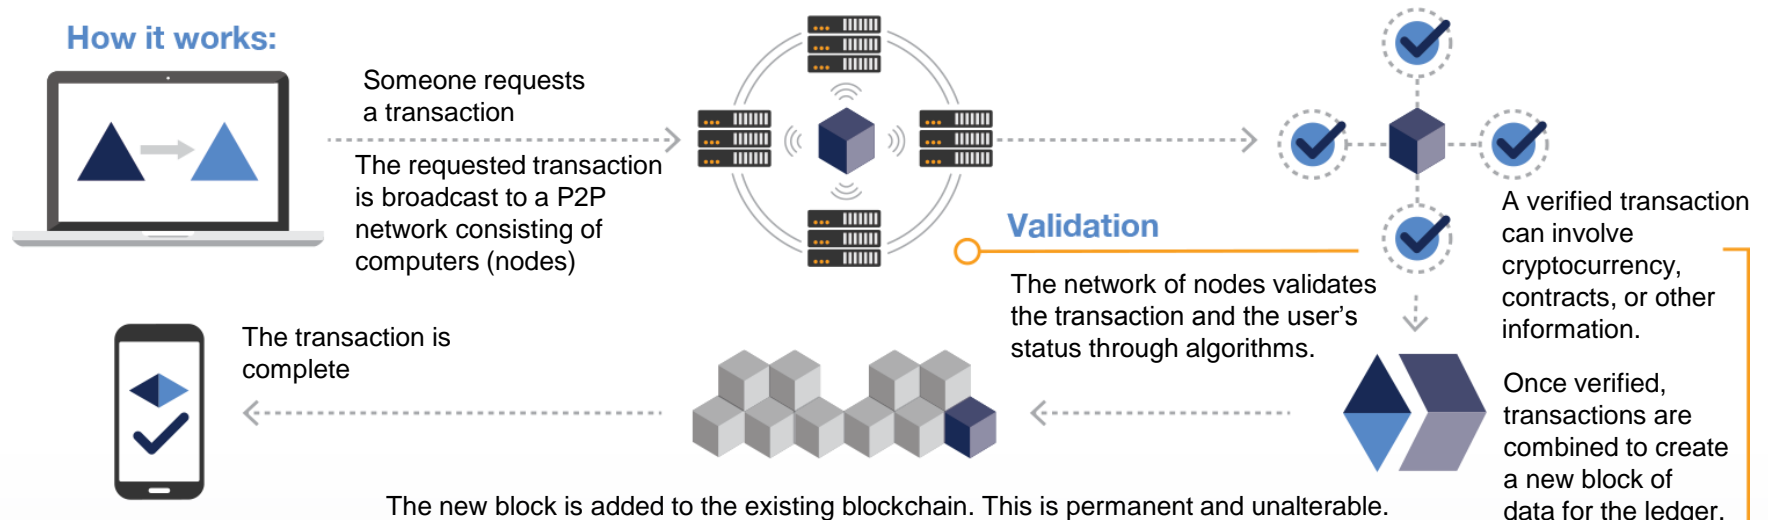 How it works:
Someone requests
a transaction
The requested transaction
is broadcast to a P2P
network consisting of
computers (nodes)
Validation
The network of nodes validates
the transaction and the user’s
status through algorithms.
A verified transaction
can involve
cryptocurrency,
contracts, or other
information.
Once verified,
transactions are
combined to create
a new block of
data for the ledger.
The new block is added to the existing blockchain. This is permanent and unalterable.
The transaction is
complete